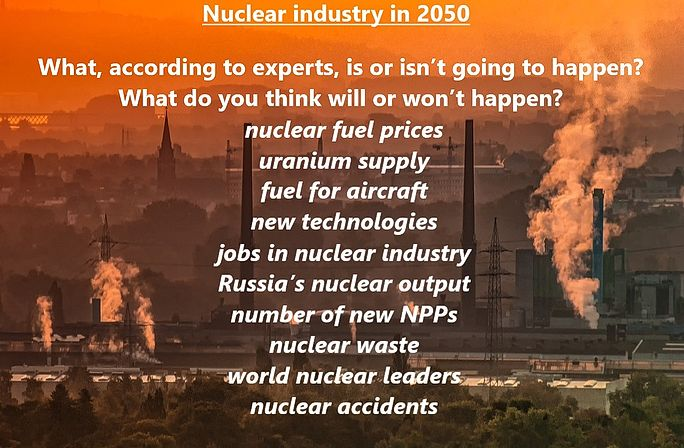 Nuclear industry in 2050
What, according to experts, is or isn't going to happen?
What do you think will or won't happen?
nuclear fuel prices
uranium supply
fuel for aircraft
new technologies
jobs in nuclear industry
Russia's nuclear output
number of new NPPs
nuclear waste
world nuclear leaders
nuclear accidents